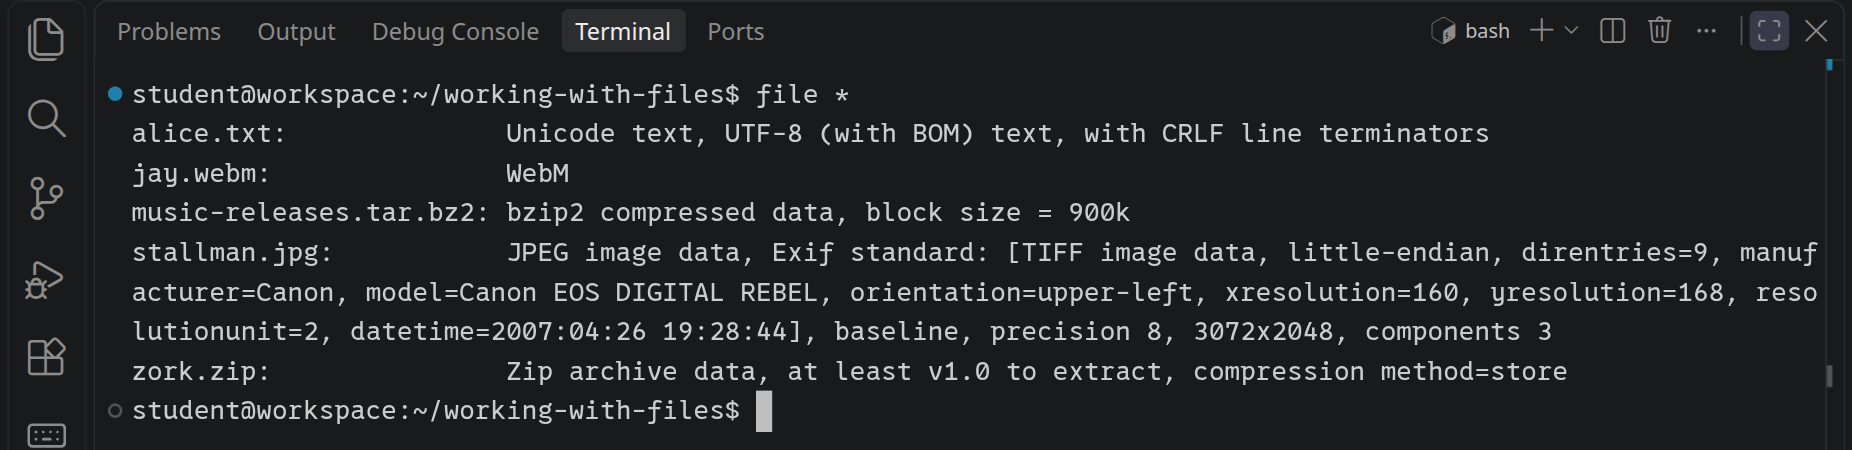 Problems Output Debug Console Terminal Ports bash
student@workspace:~/working-with-files$ file *
alice.txt:              Unicode text, UTF-8 (with BOM) text, with CRLF line terminators
jay.webm:               WebM
music-releases.tar.bz2: bzip2 compressed data, block size = 900k
stallman.jpg:           JPEG image data, Exif standard: [TIFF image data, little-endian, direntries=9, manuf
acturer=Canon, model=Canon EOS DIGITAL REBEL, orientation=upper-left, xresolution=160, yresolution=168, reso
lutionunit=2, datetime=2007:04:26 19:28:44], baseline, precision 8, 3072x2048, components 3
zork.zip:               Zip archive data, at least v1.0 to extract, compression method=store
student@workspace:~/working-with-files$